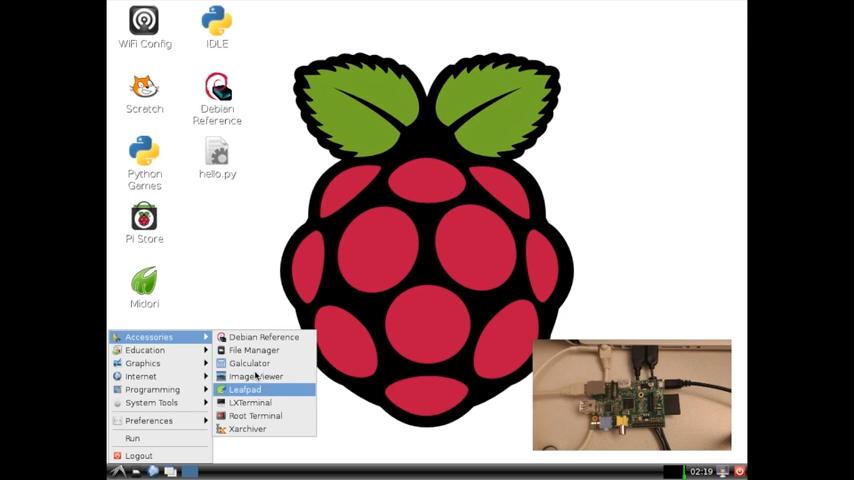 WiFi Config
IDLE
Scratch
Debian
Reference
Python
Games
hello.py
Pi Store
Midori
Accessories
Education
Graphics
Internet
Programming
System Tools
Preferences
Run
Logout
Debian Reference
File Manager
Galculator
Image Viewer
Leafpad
LXTerminal
Root Terminal
Xarchiver
02:19